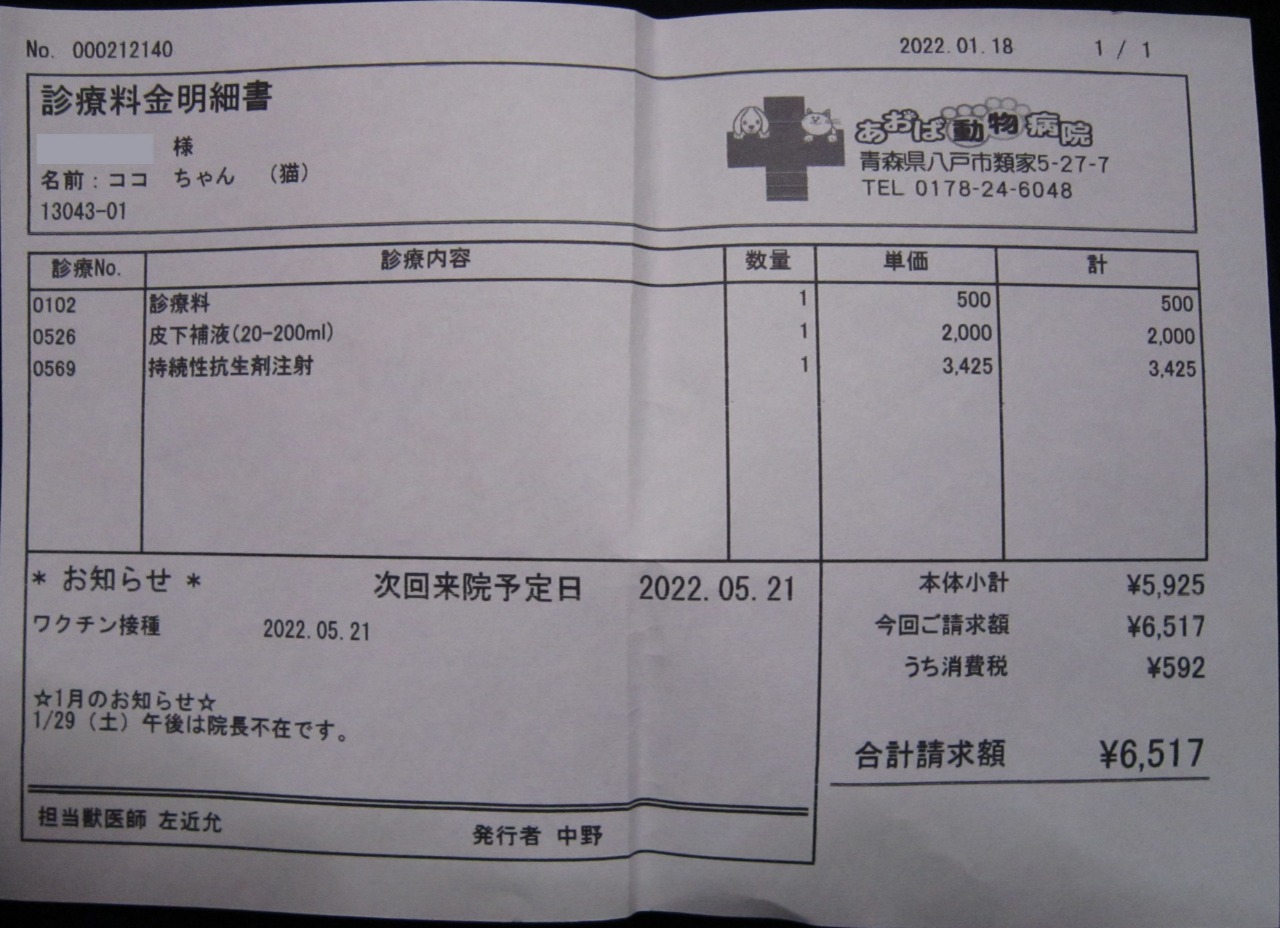 No. 000212140 2022.01.18 1 / 1
診療料金明細書
様
名前：ココ ちゃん （猫）
13043-01
あおば動物病院
青森県八戸市類家5-27-7
TEL 0178-24-6048
診療No. 診療内容 数量 単価 計
0102 診療料 1 500 500
0526 皮下補液(20-200ml) 1 2,000 2,000
0569 持続性抗生剤注射 1 3,425 3,425
* お知らせ * 次回来院予定日 2022.05.21
ワクチン接種 2022.05.21
☆1月のお知らせ☆
1/29（土）午後は院長不在です。
本体小計 ¥5,925
今回ご請求額 ¥6,517
うち消費税 ¥592
合計請求額 ¥6,517
担当獣医師 左近允 発行者 中野